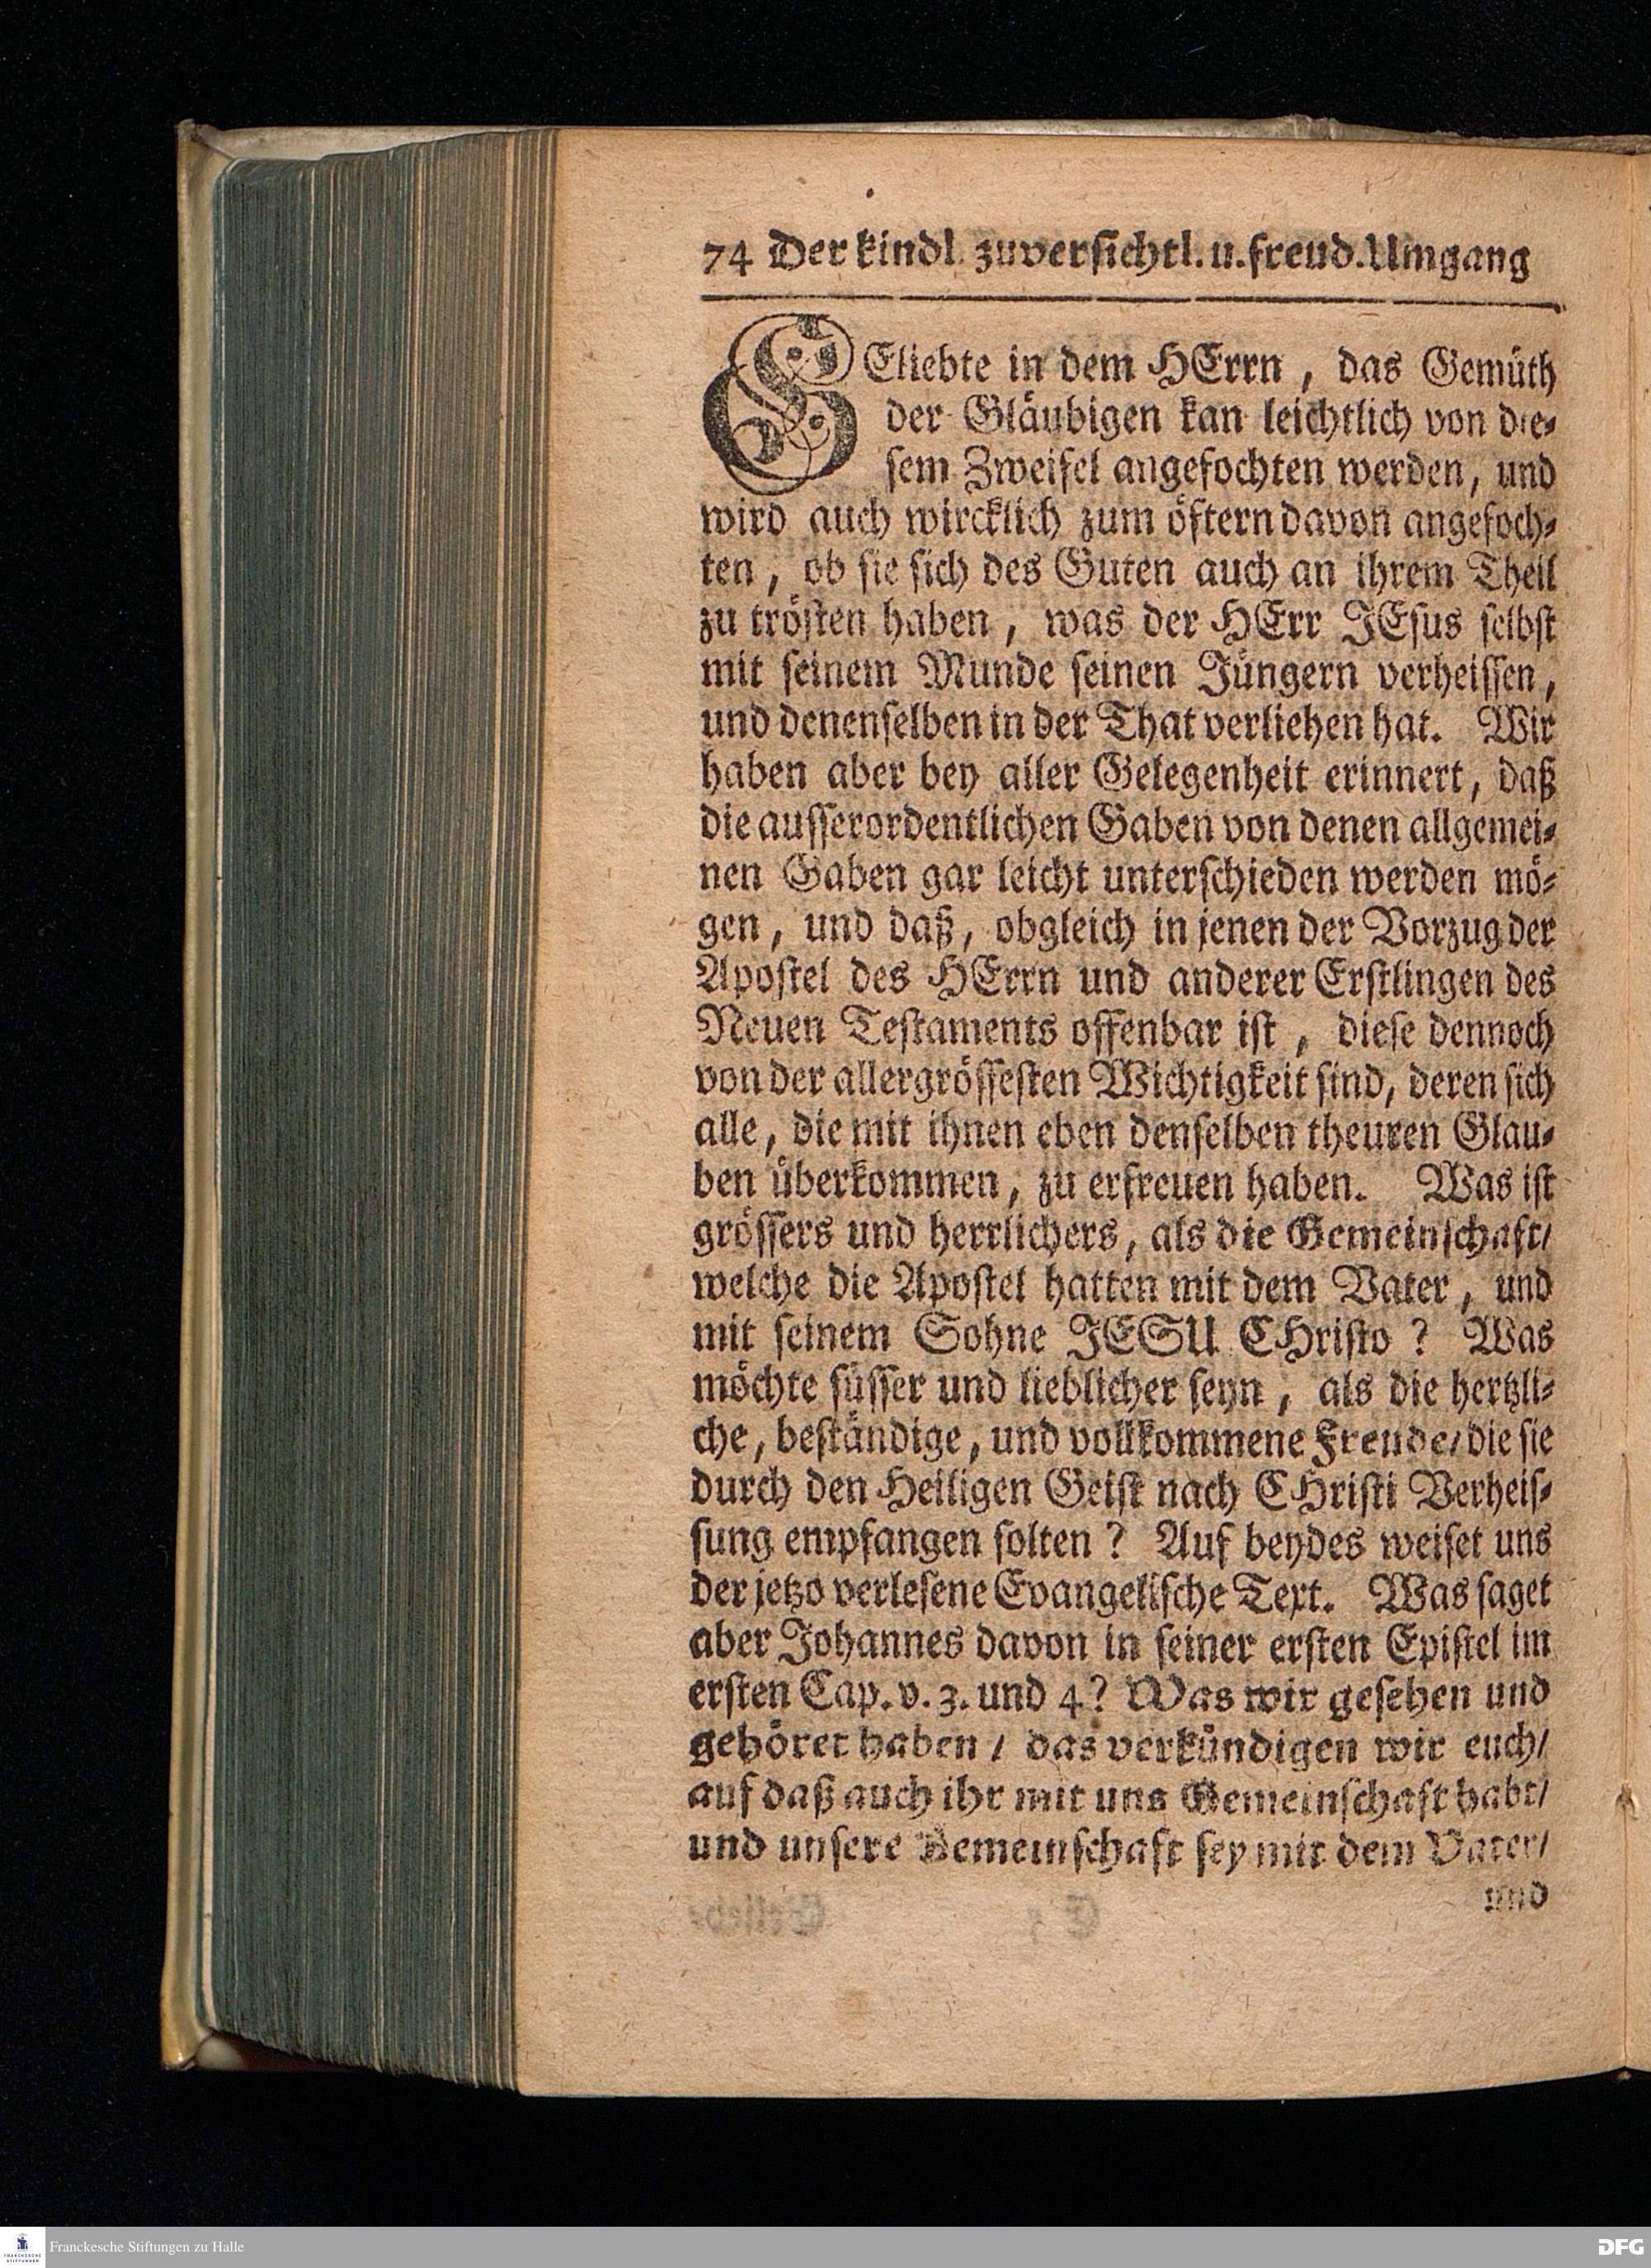 74 Der kindl. zuversichtl. u. freud. Umgang
GEliebte in dem HErrn, das Gemüth
der Gläubigen kan leichtlich von die-
sem Zweifel angefochten werden, und
wird auch wircklich zum öftern davon angefoch-
ten, ob sie sich des Guten auch an ihrem Theil
zu trösten haben, was der HErr JEsus selbst
mit seinem Munde seinen Jüngern verheissen,
und denenselben in der That verliehen hat. Wir
haben aber bey aller Gelegenheit erinnert, daß
die ausserordentlichen Gaben von denen allgemei-
nen Gaben gar leicht unterschieden werden mö-
gen, und daß, obgleich in jenen der Vorzug der
Apostel des HErrn und anderer Erstlingen des
Neuen Testaments offenbar ist, diese dennoch
von der allergrössesten Wichtigkeit sind, deren sich
alle, die mit ihnen eben denselben theuren Glau-
ben überkommen, zu erfreuen haben. Was ist
grössers und herrlichers, als die Gemeinschaft/
welche die Apostel hatten mit dem Vater, und
mit seinem Sohne JESU CHristo? Was
möchte süsser und lieblicher seyn, als die hertzli-
che, beständige, und vollkommene Freude/ die sie
durch den Heiligen Geist nach CHristi Verheis-
sung empfangen solten? Auf beydes weiset uns
der jetzo verlesene Evangelische Text. Was saget
aber Johannes davon in seiner ersten Epistel im
ersten Cap. v. 3. und 4? Was wir gesehen und
gehöret haben/ das verkündigen wir euch/
auf daß auch ihr mit uns Gemeinschaft habt/
und unsere Gemeinschaft sey mit dem Vater/
und
Franckesche Stiftungen zu Halle
FRANCKESCHE
STIFTUNGEN
DFG